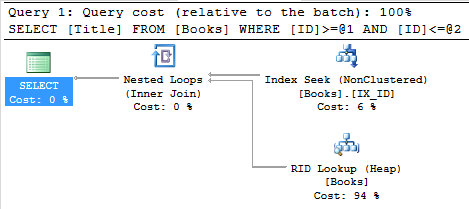 Query 1: Query cost (relative to the batch): 100%
SELECT [Title] FROM [Books] WHERE [ID]>=@1 AND [ID]<=@2
SELECT
Cost: 0 %
Nested Loops
(Inner Join)
Cost: 0 %
Index Seek (NonClustered)
[Books].[IX_ID]
Cost: 6 %
RID Lookup (Heap)
[Books]
Cost: 94 %